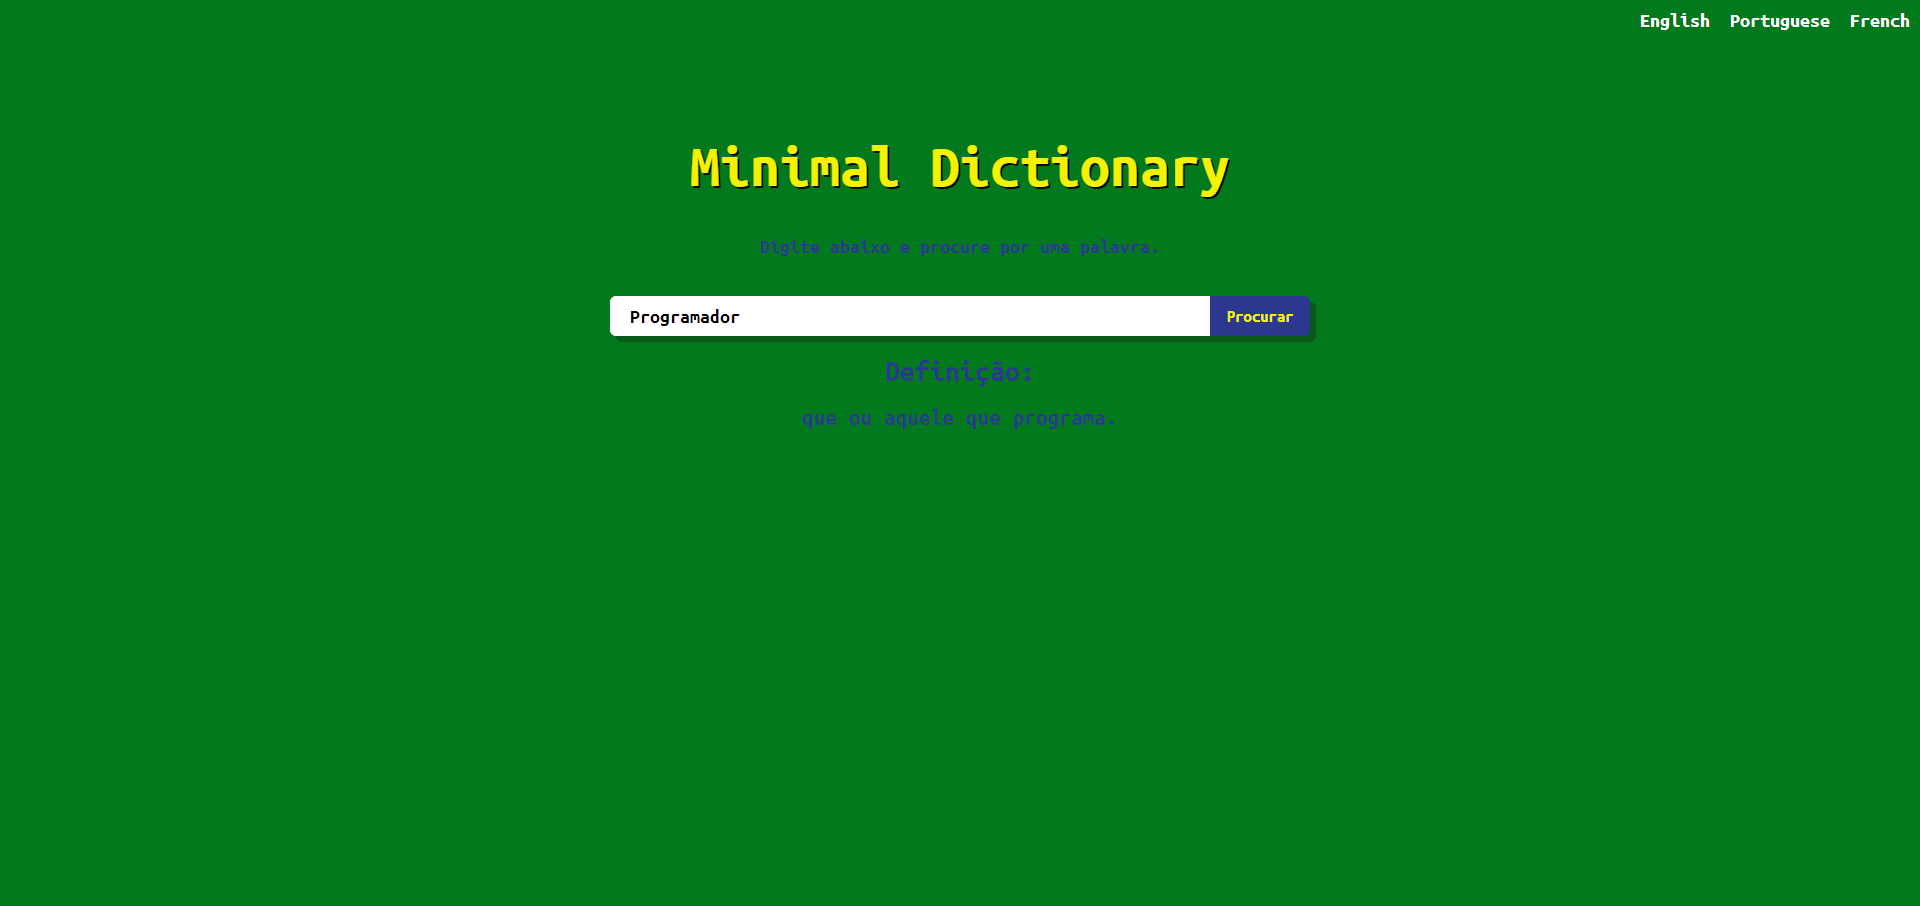 English Portuguese French
Minimal Dictionary
Digite abaixo e procure por uma palavra.
Programador Procurar
Definição:
que ou aquele que programa.